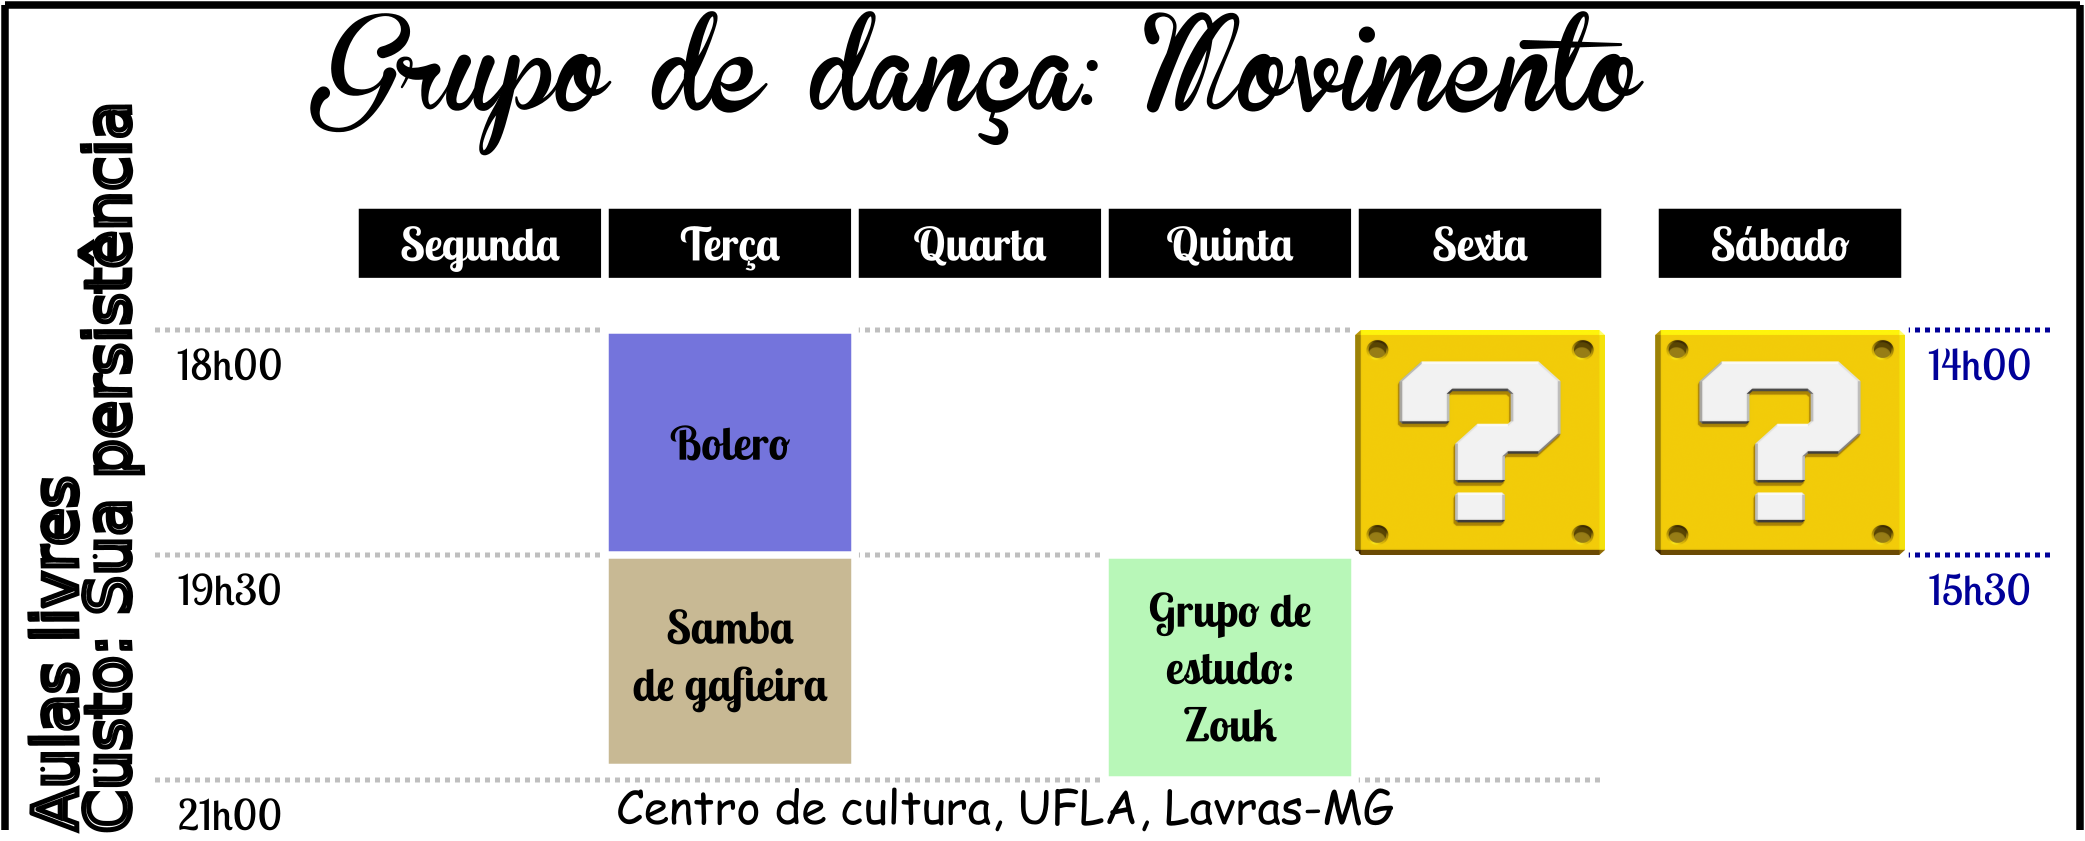 Grupo de dança: Movimento
Aulas livres
Custo: Sua persistência
Segunda
Terça
Quarta
Quinta
Sexta
Sábado
18h00
Bolero
?
?
14h00
19h30
Samba
de gafieira
Grupo de
estudo:
Zouk
15h30
21h00
Centro de cultura, UFLA, Lavras-MG